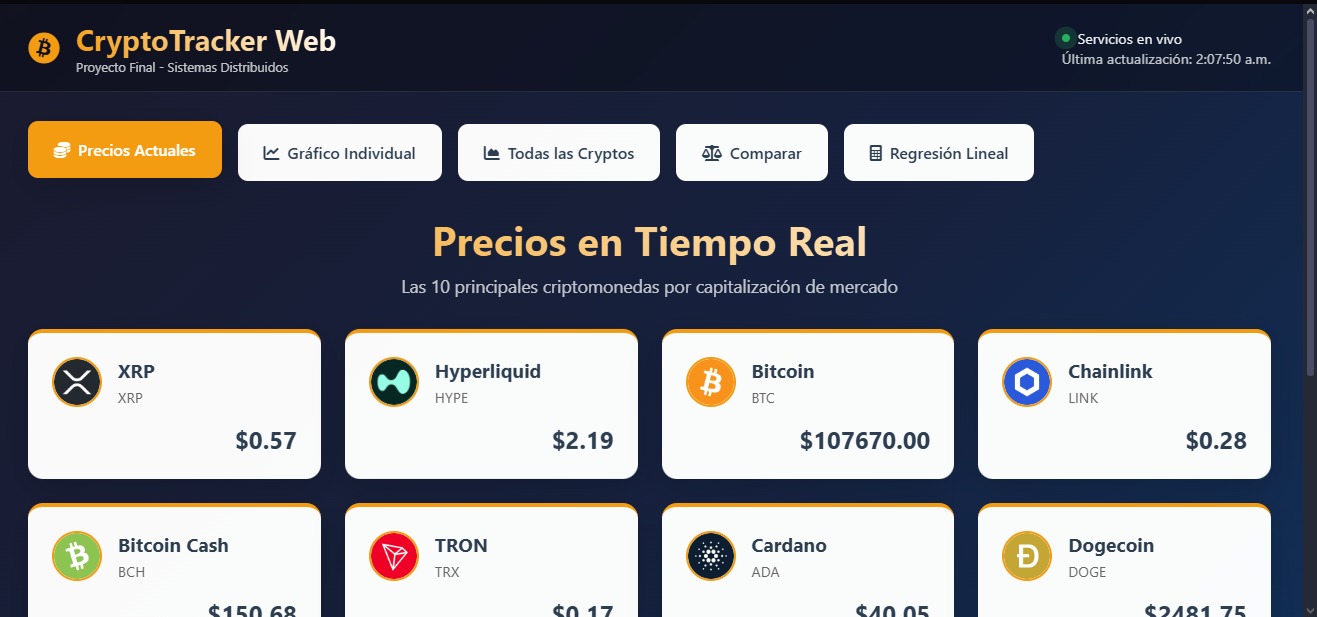 CryptoTracker Web
Proyecto Final - Sistemas Distribuidos
Servicios en vivo
Última actualización: 2:07:50 a.m.
Precios Actuales
Gráfico Individual
Todas las Cryptos
Comparar
Regresión Lineal
Precios en Tiempo Real
Las 10 principales criptomonedas por capitalización de mercado
XRP
XRP
$0.57
Hyperliquid
HYPE
$2.19
Bitcoin
BTC
$107670.00
Chainlink
LINK
$0.28
Bitcoin Cash
BCH
$150.68
TRON
TRX
$0.17
Cardano
ADA
$40.05
Dogecoin
DOGE
$2481.75